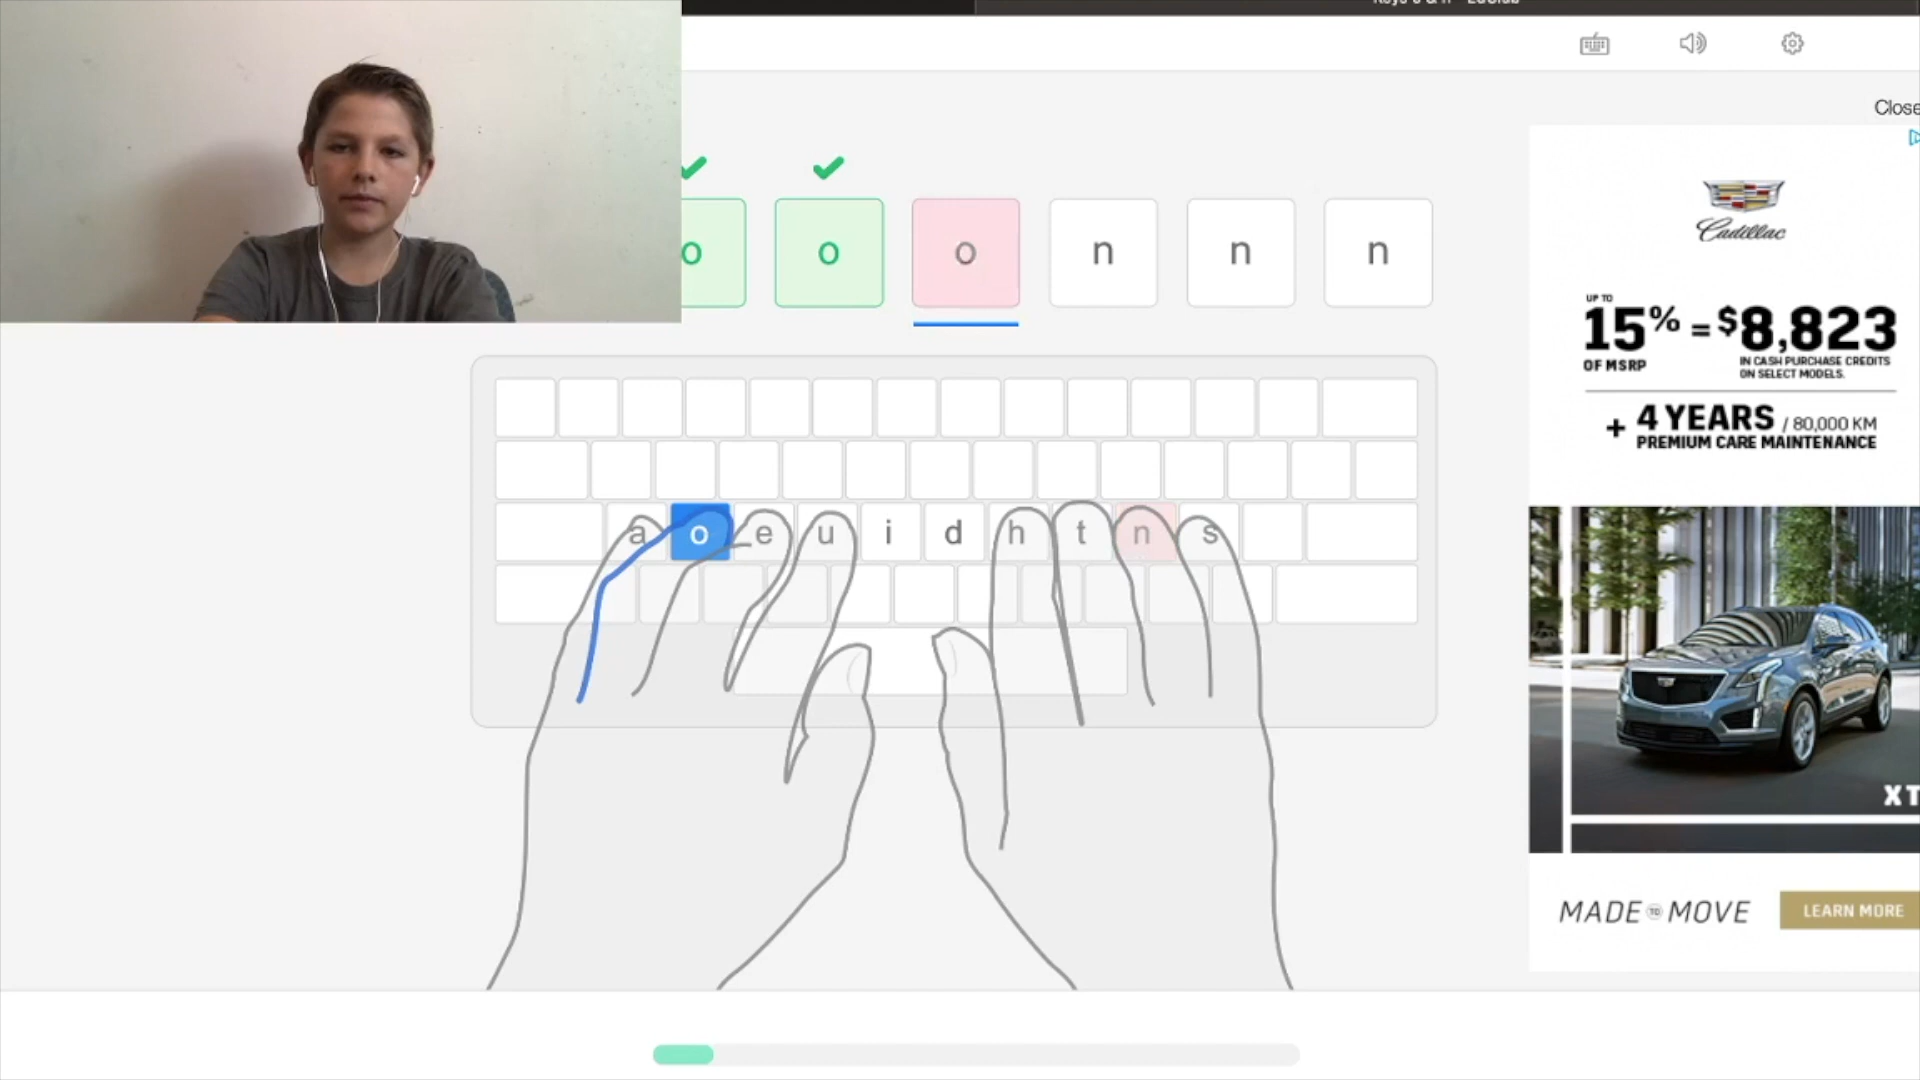 Close
o o o n n n
a o e u i d h t n s
Cadillac
UP TO
15% = $8,823
OF MSRP
IN CASH PURCHASE CREDITS
ON SELECT MODELS.
+ 4 YEARS / 80,000 KM
PREMIUM CARE MAINTENANCE
XT
MADE TO MOVE
LEARN MORE